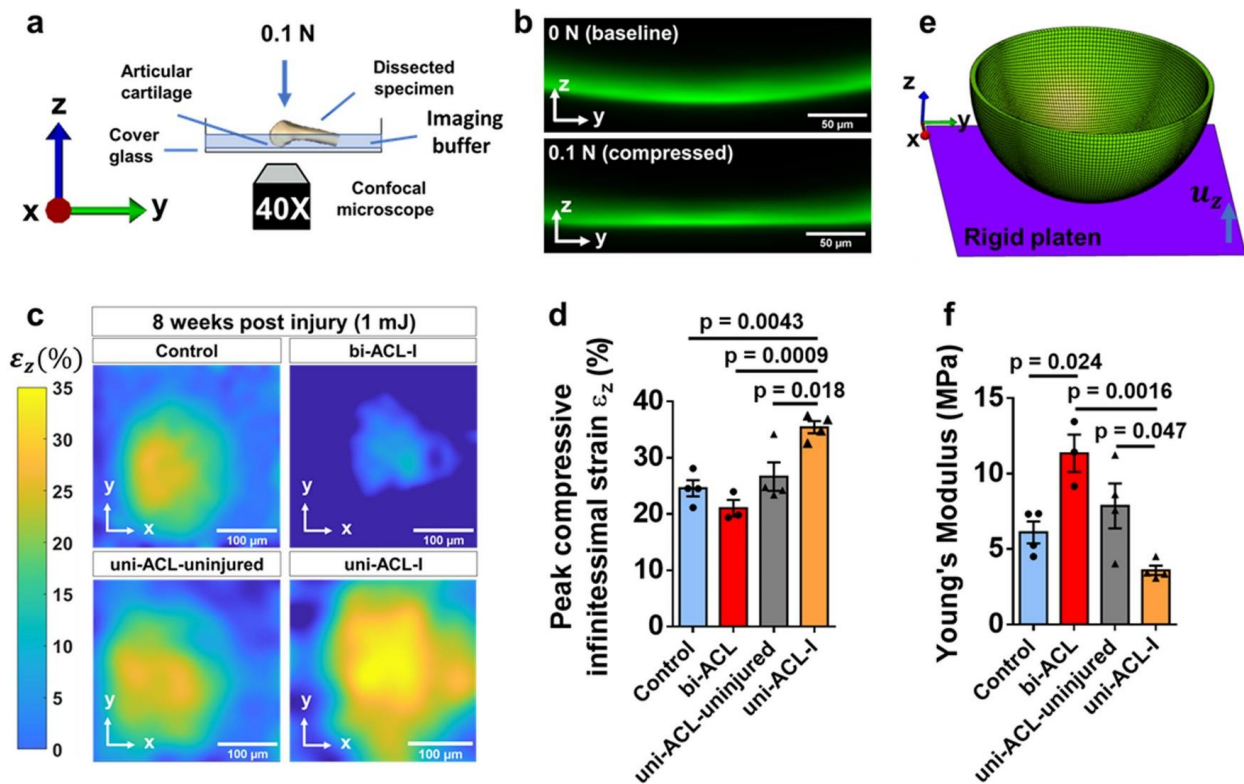 a
0.1 N
Articular
cartilage
Dissected
specimen
Cover
glass
Imaging
buffer
z
x
y
40X
Confocal
microscope
b
0 N (baseline)
z
y
50 µm
0.1 N (compressed)
z
y
50 µm
e
z
y
x
u_z
Rigid platen
c
8 weeks post injury (1 mJ)
ε_z(%)
Control
bi-ACL-I
35
30
25
20
15
10
5
0
y
x
100 µm
y
x
100 µm
uni-ACL-uninjured
uni-ACL-I
y
x
100 µm
y
x
100 µm
d
p = 0.0043
p = 0.0009
p = 0.018
Peak compressive
infinitessimal strain ε_z (%)
40
30
20
10
0
Control
bi-ACL
uni-ACL-uninjured
uni-ACL-I
f
p = 0.024
p = 0.0016
p = 0.047
Young's Modulus (MPa)
15
10
5
0
Control
bi-ACL
uni-ACL-uninjured
uni-ACL-I